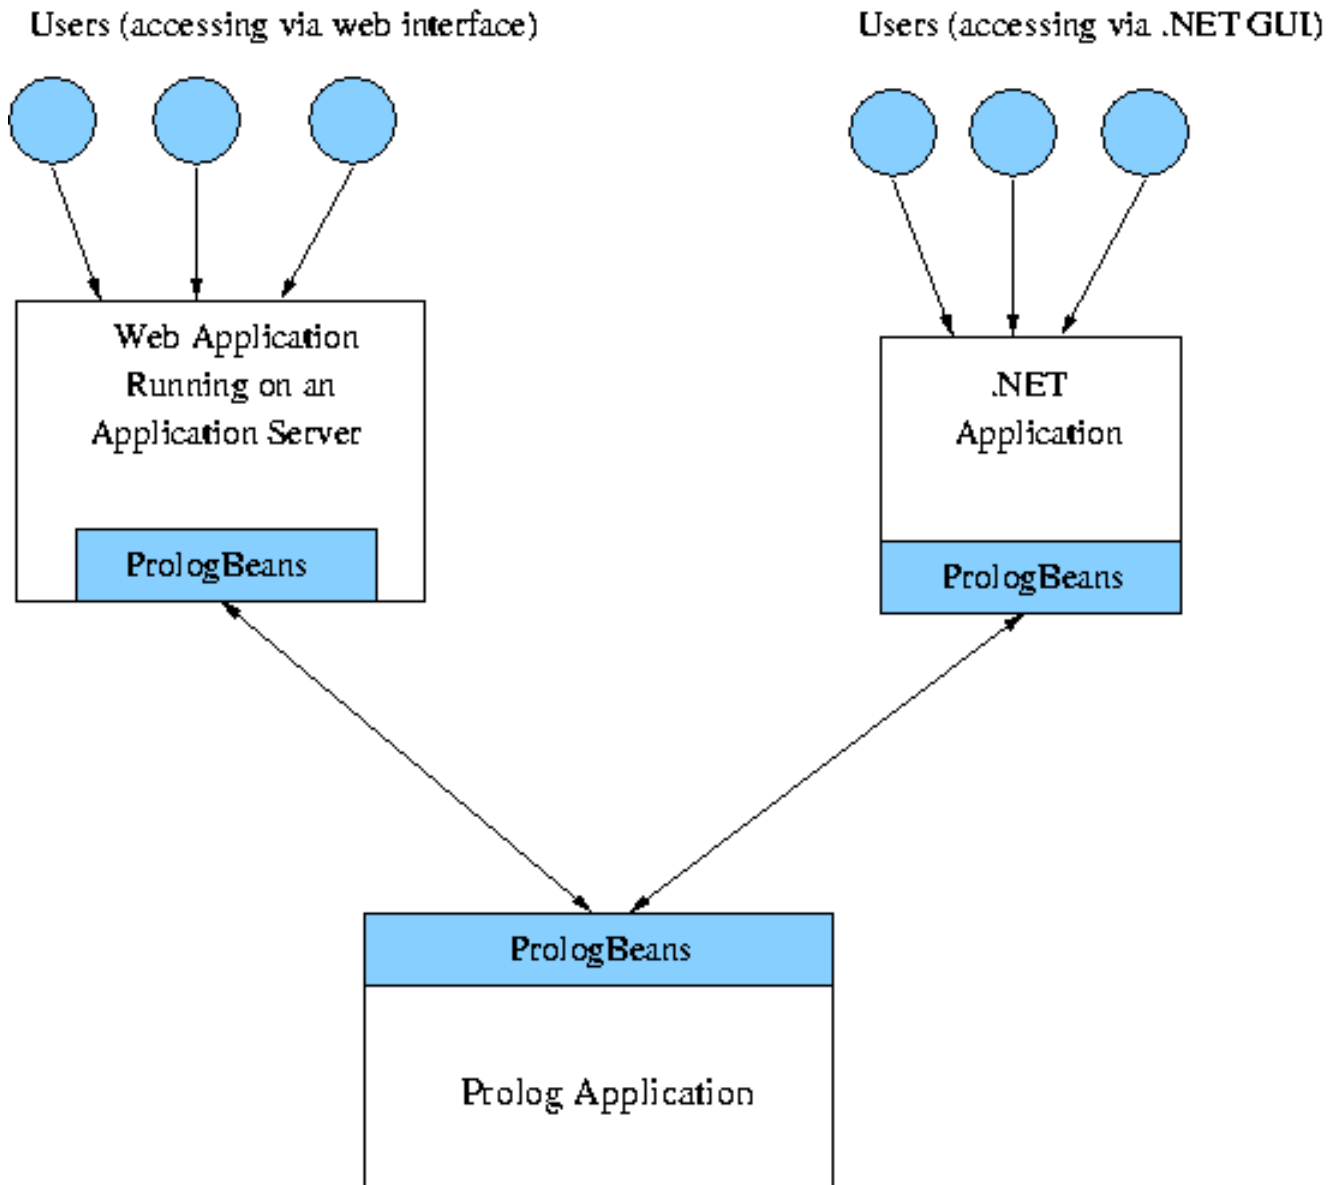 Users (accessing via web interface)
Users (accessing via .NET GUI)
Web Application
Running on an
Application Server
PrologBeans
.NET
Application
PrologBeans
PrologBeans
Prolog Application